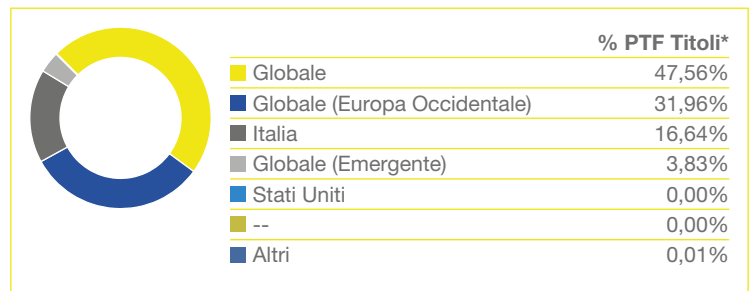 % PTF Titoli*
Globale 47,56%
Globale (Europa Occidentale) 31,96%
Italia 16,64%
Globale (Emergente) 3,83%
Stati Uniti 0,00%
-- 0,00%
Altri 0,01%